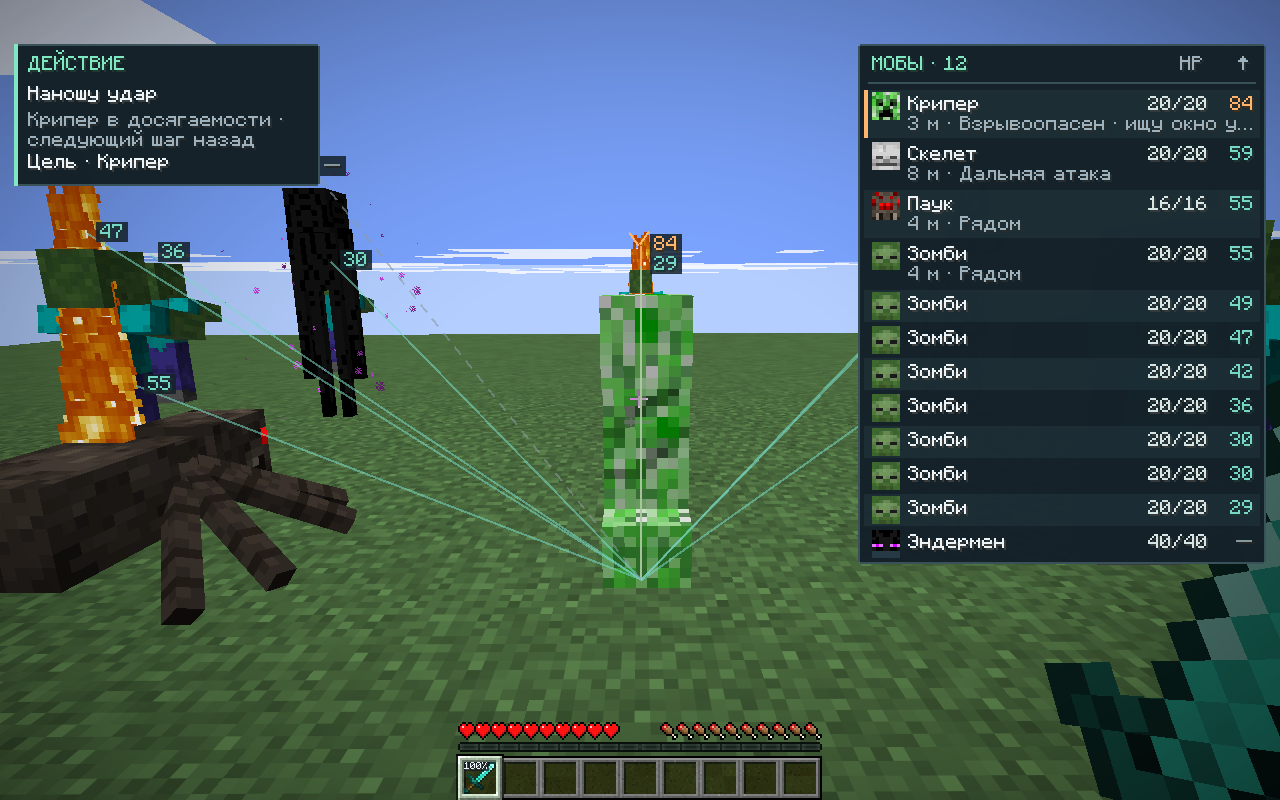 ДЕЙСТВИЕ
Наношу удар
Крипер в досягаемости ·
следующий шаг назад
Цель · Крипер
—
47
36
30
55
84
29
МОБЫ · 12 HP ↑
Крипер 20/20 84
3 м · Взрывоопасен · ищу окно у...
Скелет 20/20 59
8 м · Дальняя атака
Паук 16/16 55
4 м · Рядом
Зомби 20/20 55
4 м · Рядом
Зомби 20/20 49
Зомби 20/20 47
Зомби 20/20 42
Зомби 20/20 36
Зомби 20/20 30
Зомби 20/20 30
Зомби 20/20 29
Эндермен 40/40 —
100%